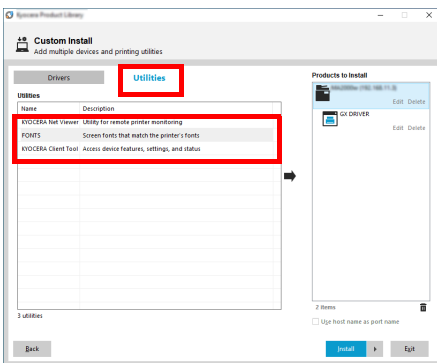 Kyocera Product Library
Custom Install
Add multiple devices and printing utilities
Drivers
Utilities
Utilities
Name Description
KYOCERA Net Viewer Utility for remote printer monitoring
FONTS Screen fonts that match the printer's fonts
KYOCERA Client Tool Access device features, settings, and status
3 utilities
Products to Install
Edit Delete
GX DRIVER
Edit Delete
2 items
Use host name as port name
Back
Install
Exit